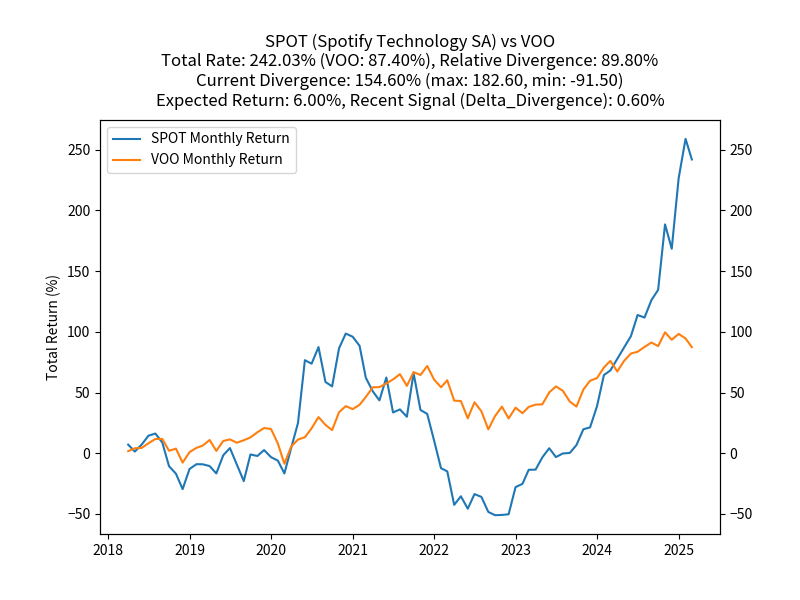 SPOT (Spotify Technology SA) vs VOO
Total Rate: 242.03% (VOO: 87.40%), Relative Divergence: 89.80%
Current Divergence: 154.60% (max: 182.60, min: -91.50)
Expected Return: 6.00%, Recent Signal (Delta_Divergence): 0.60%
SPOT Monthly Return
VOO Monthly Return
Total Return (%)
250
200
150
100
50
0
−50
250
200
150
100
50
0
−50
2018 2019 2020 2021 2022 2023 2024 2025